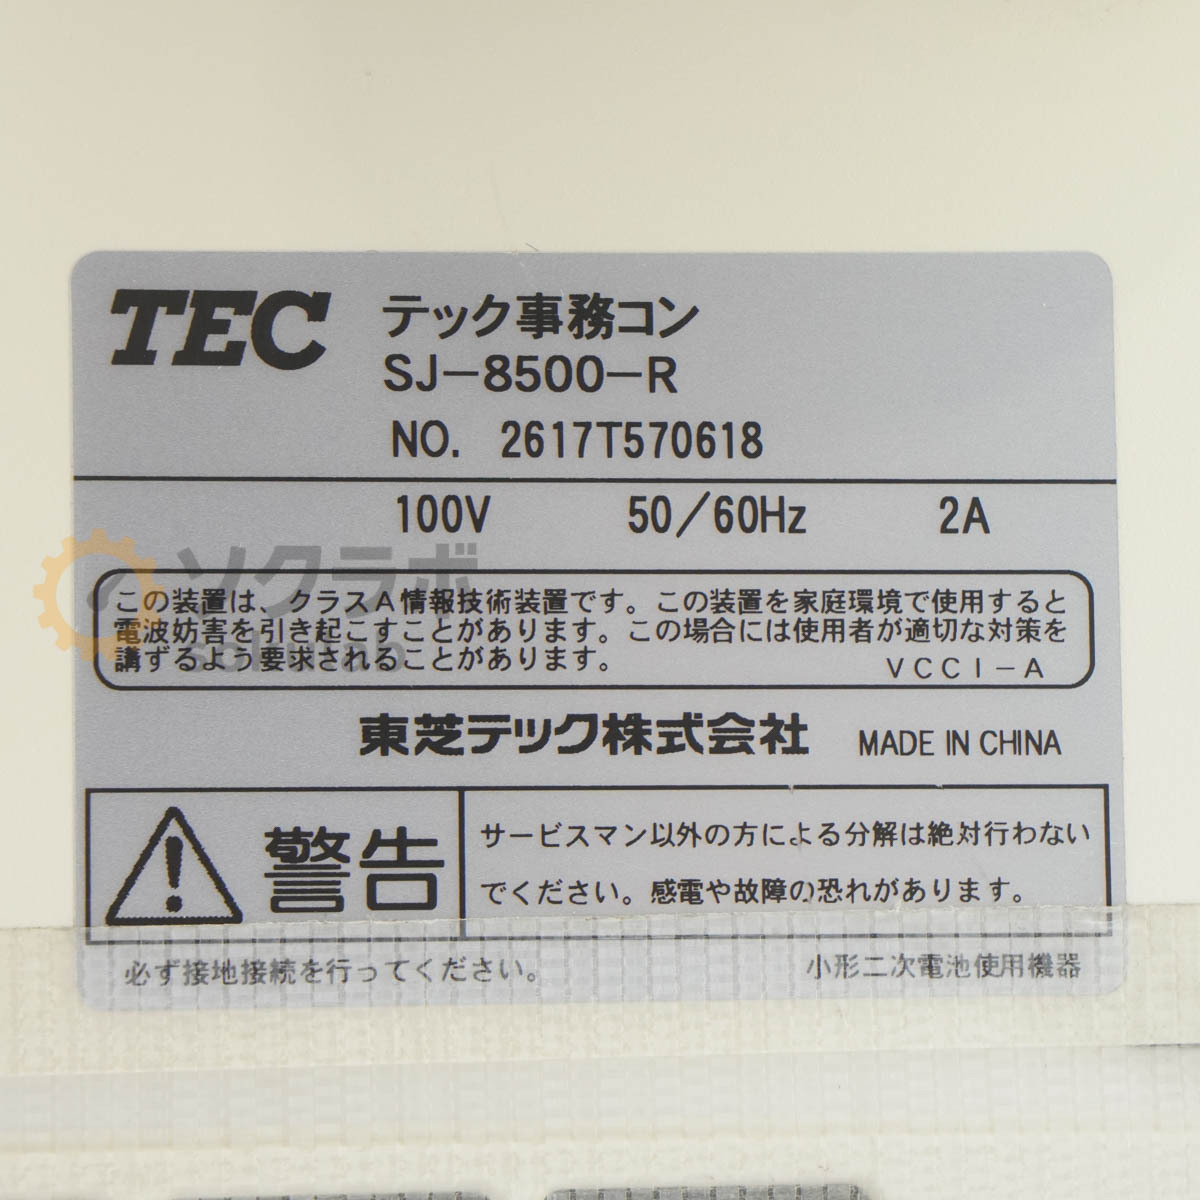 TEC
テック事務コン
SJ-8500-R
NO. 2617T570618
100V 50/60Hz 2A
ソクラボ
sokulab
この装置は、クラスA情報技術装置です。この装置を家庭環境で使用すると
電波妨害を引き起こすことがあります。この場合には使用者が適切な対策を
講ずるよう要求されることがあります。
VCCI-A
東芝テック株式会社 MADE IN CHINA
警告
サービスマン以外の方による分解は絶対行わない
でください。感電や故障の恐れがあります。
必ず接地接続を行ってください。 小形二次電池使用機器